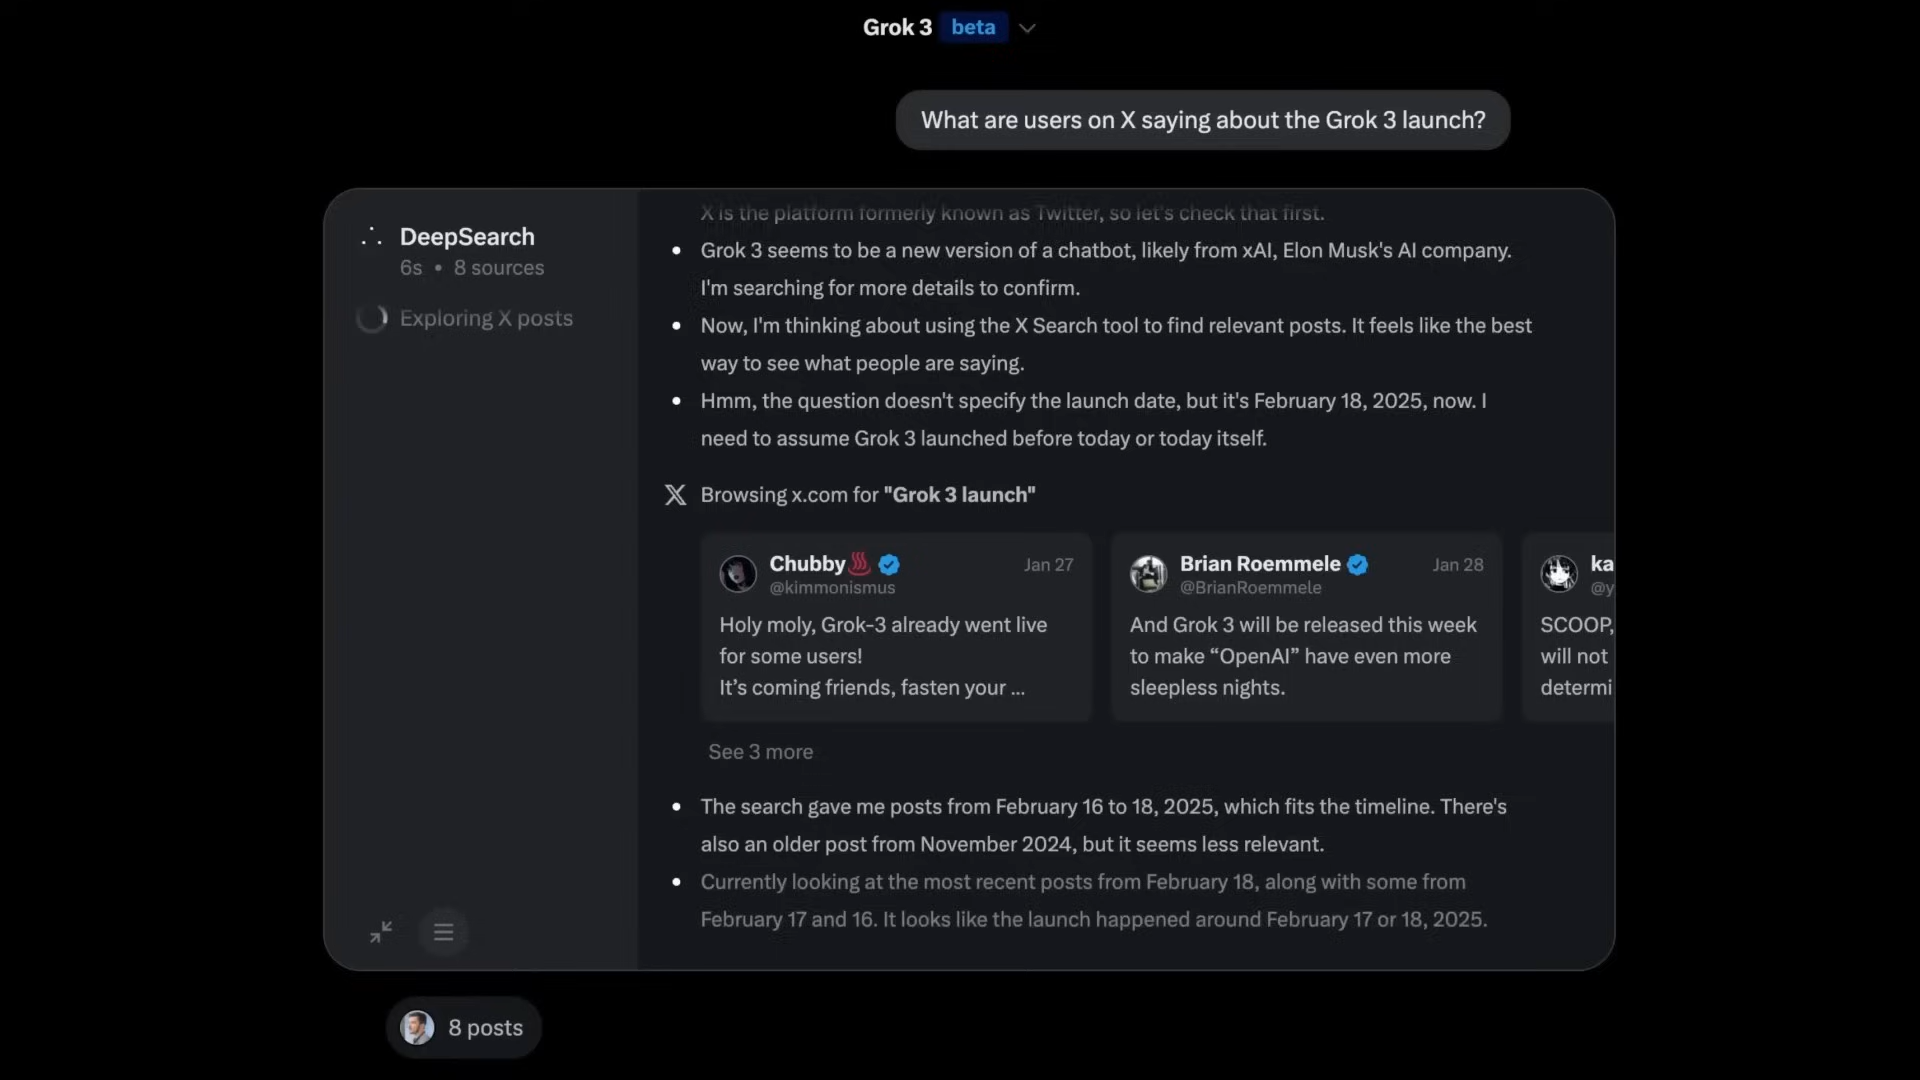 Grok 3 beta
What are users on X saying about the Grok 3 launch?
DeepSearch
6s • 8 sources
Exploring X posts
X is the platform formerly known as Twitter, so let's check that first.
• Grok 3 seems to be a new version of a chatbot, likely from xAI, Elon Musk's AI company.
I'm searching for more details to confirm.
• Now, I'm thinking about using the X Search tool to find relevant posts. It feels like the best
way to see what people are saying.
• Hmm, the question doesn't specify the launch date, but it's February 18, 2025, now. I
need to assume Grok 3 launched before today or today itself.
Browsing x.com for "Grok 3 launch"
Chubby♨️ Jan 27
@kimmonismus
Holy moly, Grok-3 already went live
for some users!
It’s coming friends, fasten your ...
Brian Roemmele Jan 28
@BrianRoemmele
And Grok 3 will be released this week
to make “OpenAI” have even more
sleepless nights.
ka
@y
SCOOP,
will not
determi
See 3 more
• The search gave me posts from February 16 to 18, 2025, which fits the timeline. There's
also an older post from November 2024, but it seems less relevant.
• Currently looking at the most recent posts from February 18, along with some from
February 17 and 16. It looks like the launch happened around February 17 or 18, 2025.
8 posts